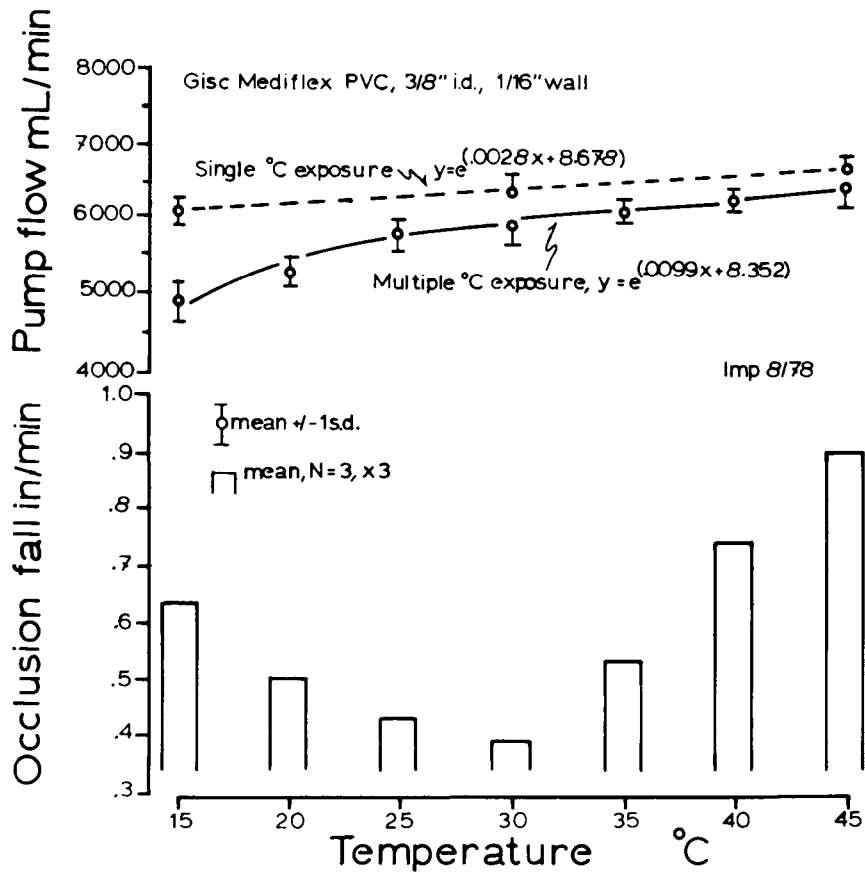 Pump flow mL/min
8000
7000
6000
5000
4000
Gisc Mediflex PVC, 3/8" i.d., 1/16" wall
Single °C exposure y=e^(.0028x+8.678)
Multiple °C exposure, y=e^(.0099x+8.352)
Imp 8/78
Occlusion fall in/min
1.0
.9
.8
.7
.6
.5
.4
.3
mean +/-1s.d.
mean, N=3, x3
15 20 25 30 35 40 45
Temperature °C